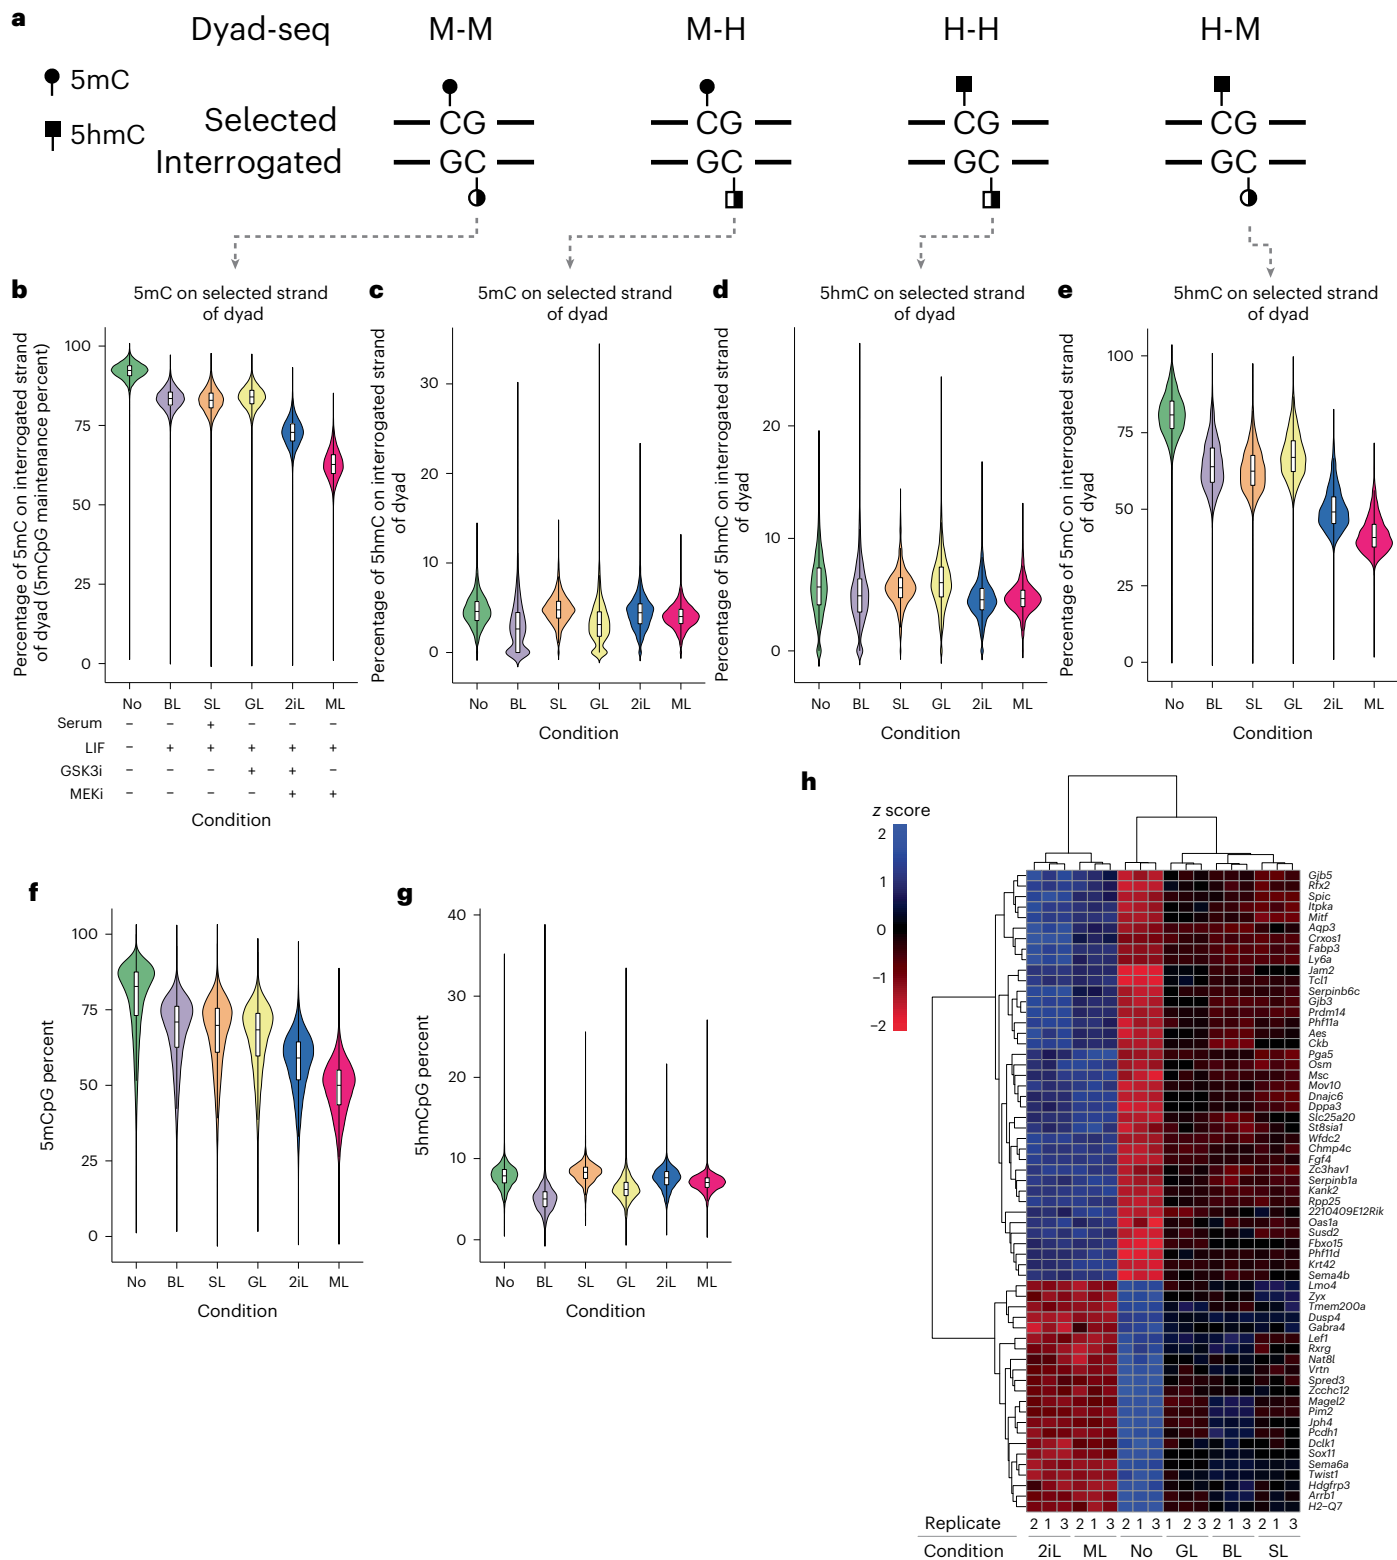 a
Dyad-seq M-M M-H H-H H-M
5mC
5hmC
Selected CG CG CG CG
Interrogated GC GC GC GC
b
5mC on selected strand
of dyad
Percentage of 5mC on interrogated strand
of dyad (5mCpG maintenance percent)
100
75
50
25
0
No BL SL GL 2iL ML
Serum – – + – – –
LIF – + + + + +
GSK3i – – – + + –
MEKi – – – – + +
Condition
c
5mC on selected strand
of dyad
Percentage of 5hmC on interrogated strand
of dyad
30
20
10
0
No BL SL GL 2iL ML
Condition
d
5hmC on selected strand
of dyad
Percentage of 5hmC on interrogated strand
of dyad
20
10
0
No BL SL GL 2iL ML
Condition
e
5hmC on selected strand
of dyad
Percentage of 5mC on interrogated strand
of dyad
100
75
50
25
0
No BL SL GL 2iL ML
Condition
f
5mCpG percent
100
75
50
25
0
No BL SL GL 2iL ML
Condition
g
5hmCpG percent
40
30
20
10
0
No BL SL GL 2iL ML
Condition
h
z score
2
1
0
−1
−2
Gjb5
Rfx2
Spic
Itpka
Mitf
Aqp3
Crxos1
Fabp3
Ly6a
Jam2
Tcl1
Serpinb6c
Gjb3
Prdm14
Phf11a
Aes
Ckb
Pga5
Osm
Msc
Mov10
Dnajc6
Dppa3
Slc25a20
St8sia1
Wfdc2
Chmp4c
Fgf4
Zc3hav1
Serpinb1a
Kank2
Rpp25
2210409E12Rik
Oas1a
Susd2
Fbxo15
Phf11d
Krt42
Sema4b
Lmo4
Zyx
Tmem200a
Dusp4
Gabra4
Lef1
Rxrg
Nat8l
Vrtn
Spred3
Zcchc12
Magel2
Pim2
Jph4
Pcdh1
Dclk1
Sox11
Sema6a
Twist1
Hdgfrp3
Arrb1
H2−Q7
Replicate 2 1 3 2 1 3 2 1 3 1 2 3 2 1 3 2 1 3
Condition 2iL ML No GL BL SL